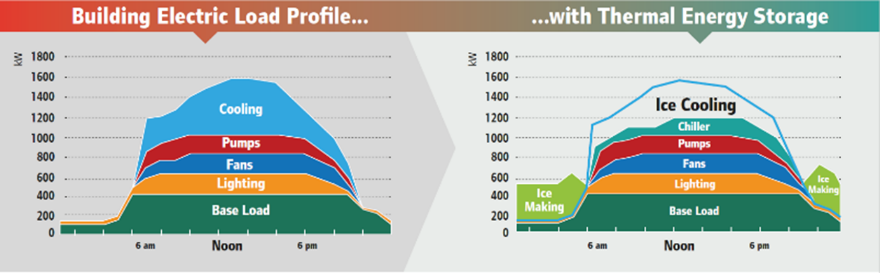 Building Electric Load Profile...
...with Thermal Energy Storage
kW
1800
1600
1400
1200
1000
800
600
400
200
0
Cooling
Pumps
Fans
Lighting
Base Load
6 am
Noon
6 pm
kW
1800
1600
1400
1200
1000
800
600
400
200
0
Ice Cooling
Chiller
Pumps
Fans
Lighting
Base Load
Ice
Making
Ice
Making
6 am
Noon
6 pm